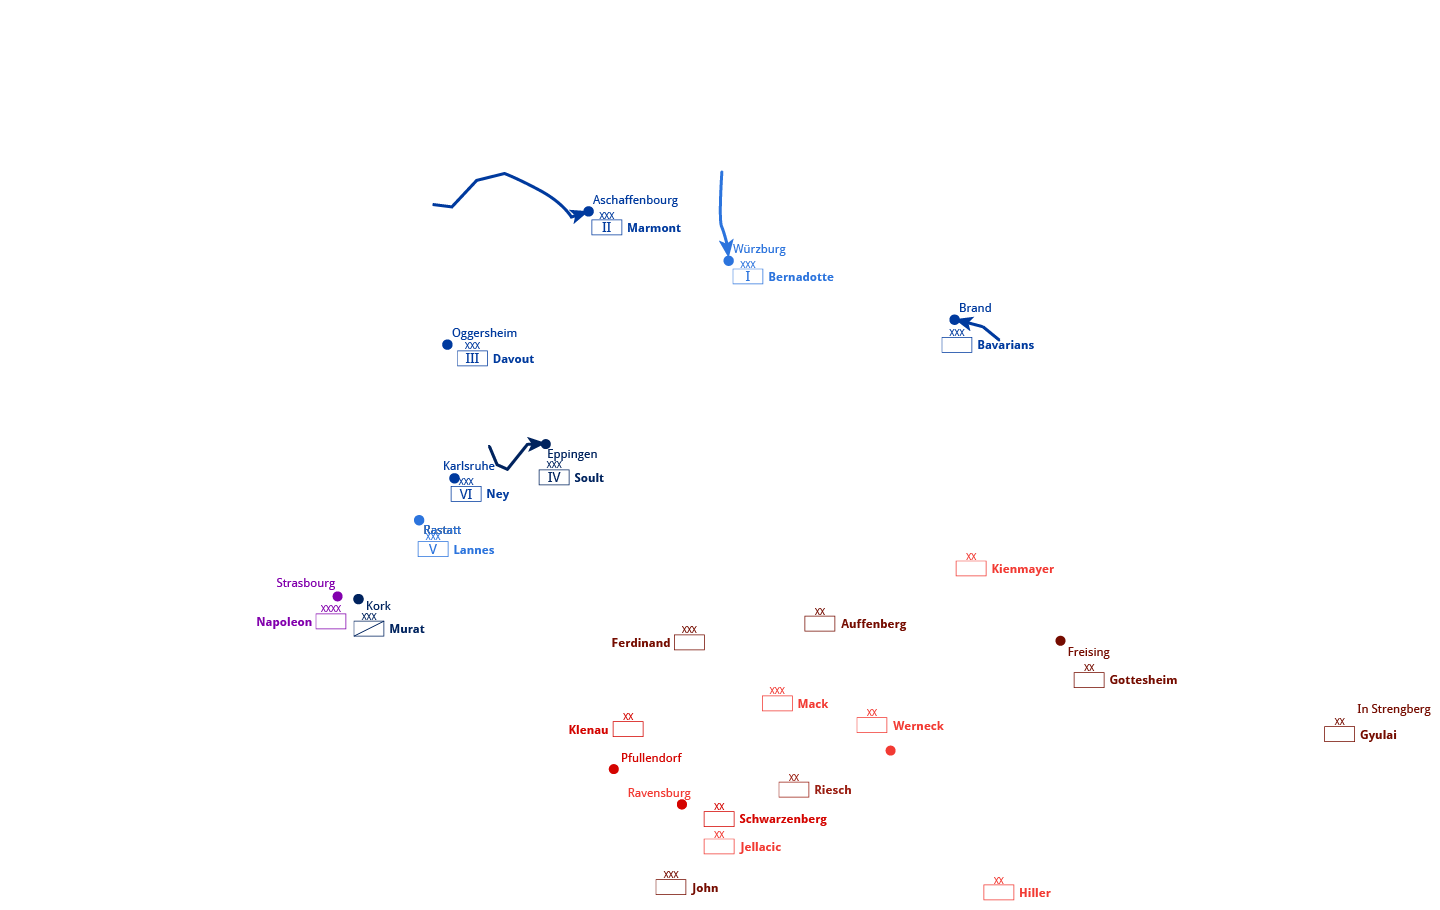 Aschaffenbourg
XXX
II Marmont
Würzburg
XXX
I Bernadotte
Brand
XXX
Bavarians
Oggersheim
XXX
III Davout
Eppingen
XXX
IV Soult
Karlsruhe
XXX
VI Ney
Rastatt
XXX
V Lannes
Strasbourg
XXXX
Napoleon
Kork
XXX
Murat
XX
Kienmayer
XX
Auffenberg
XXX
Ferdinand
Freising
XX
Gottesheim
XXX
Mack
XX
Werneck
In Strengberg
XX
Gyulai
XX
Klenau
Pfullendorf
XX
Riesch
Ravensburg
XX
Schwarzenberg
XX
Jellacic
XXX
John
XX
Hiller